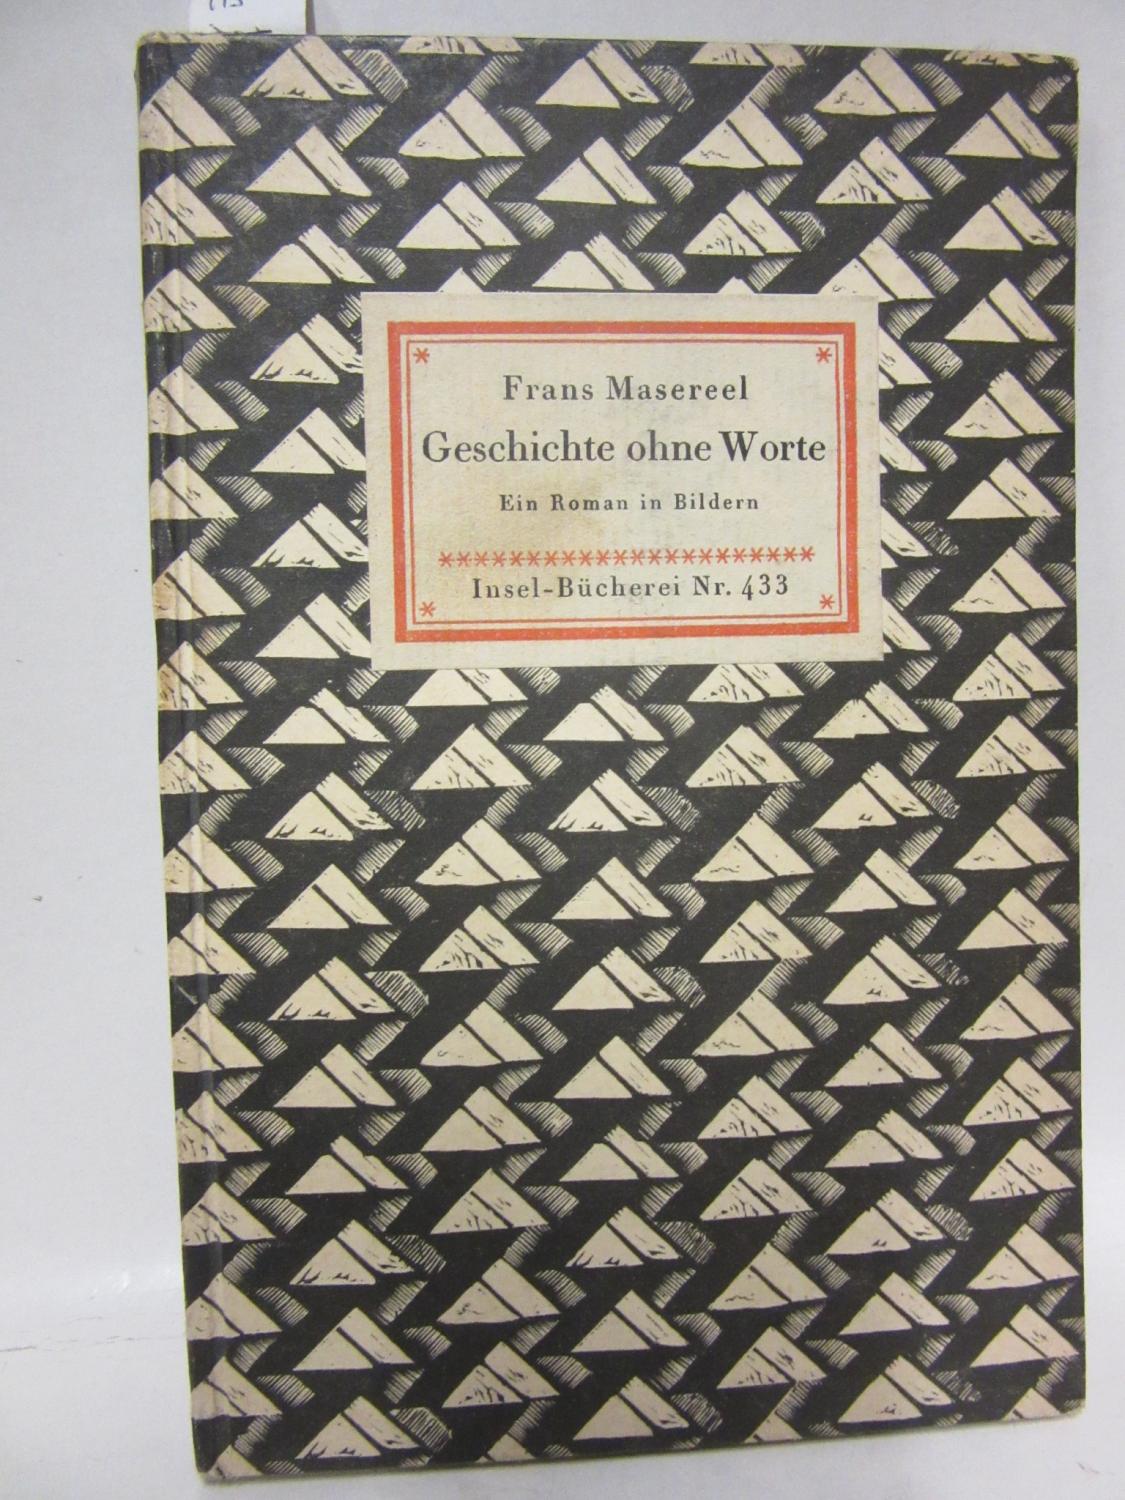 Frans Masereel
Geschichte ohne Worte
Ein Roman in Bildern
Insel-Bücherei Nr. 433